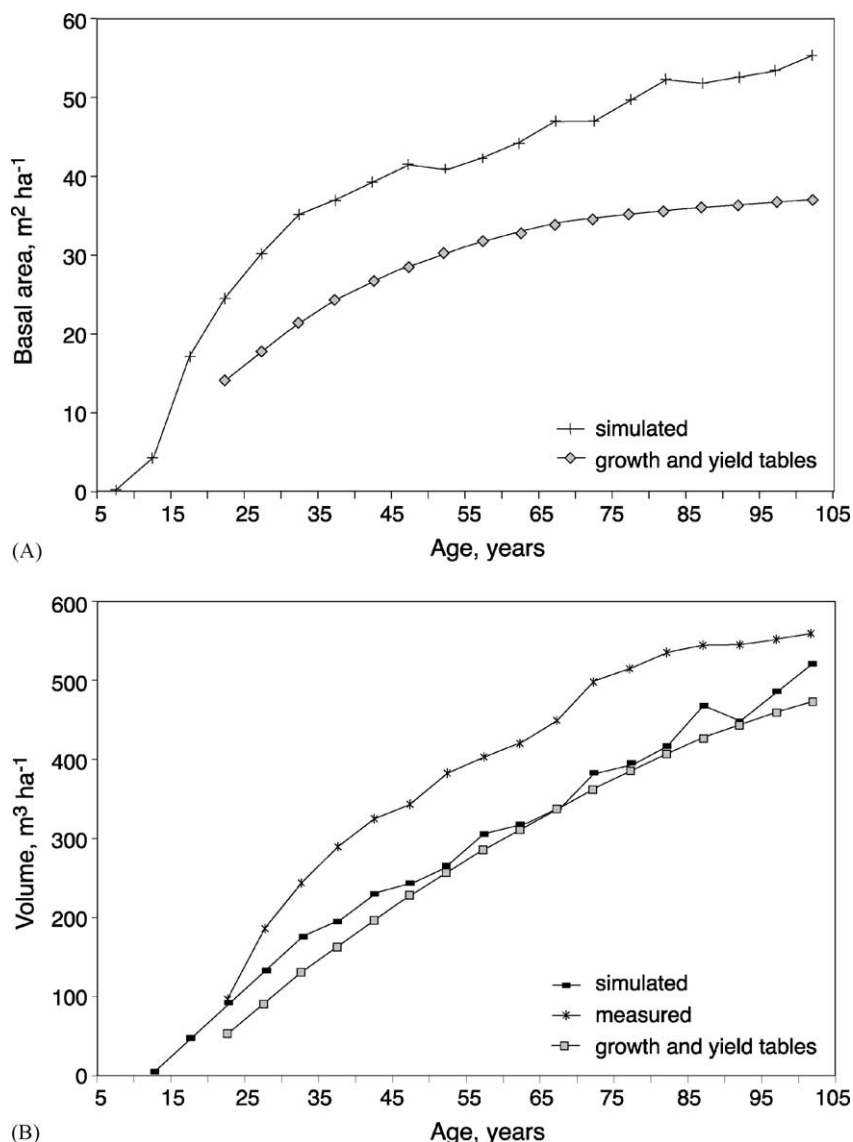 60
50
40
30
20
10
0
Basal area, m² ha⁻¹
simulated
growth and yield tables
5 15 25 35 45 55 65 75 85 95 105
(A)
Age, years
600
500
400
300
200
100
0
Volume, m³ ha⁻¹
simulated
measured
growth and yield tables
5 15 25 35 45 55 65 75 85 95 105
(B)
Age, years